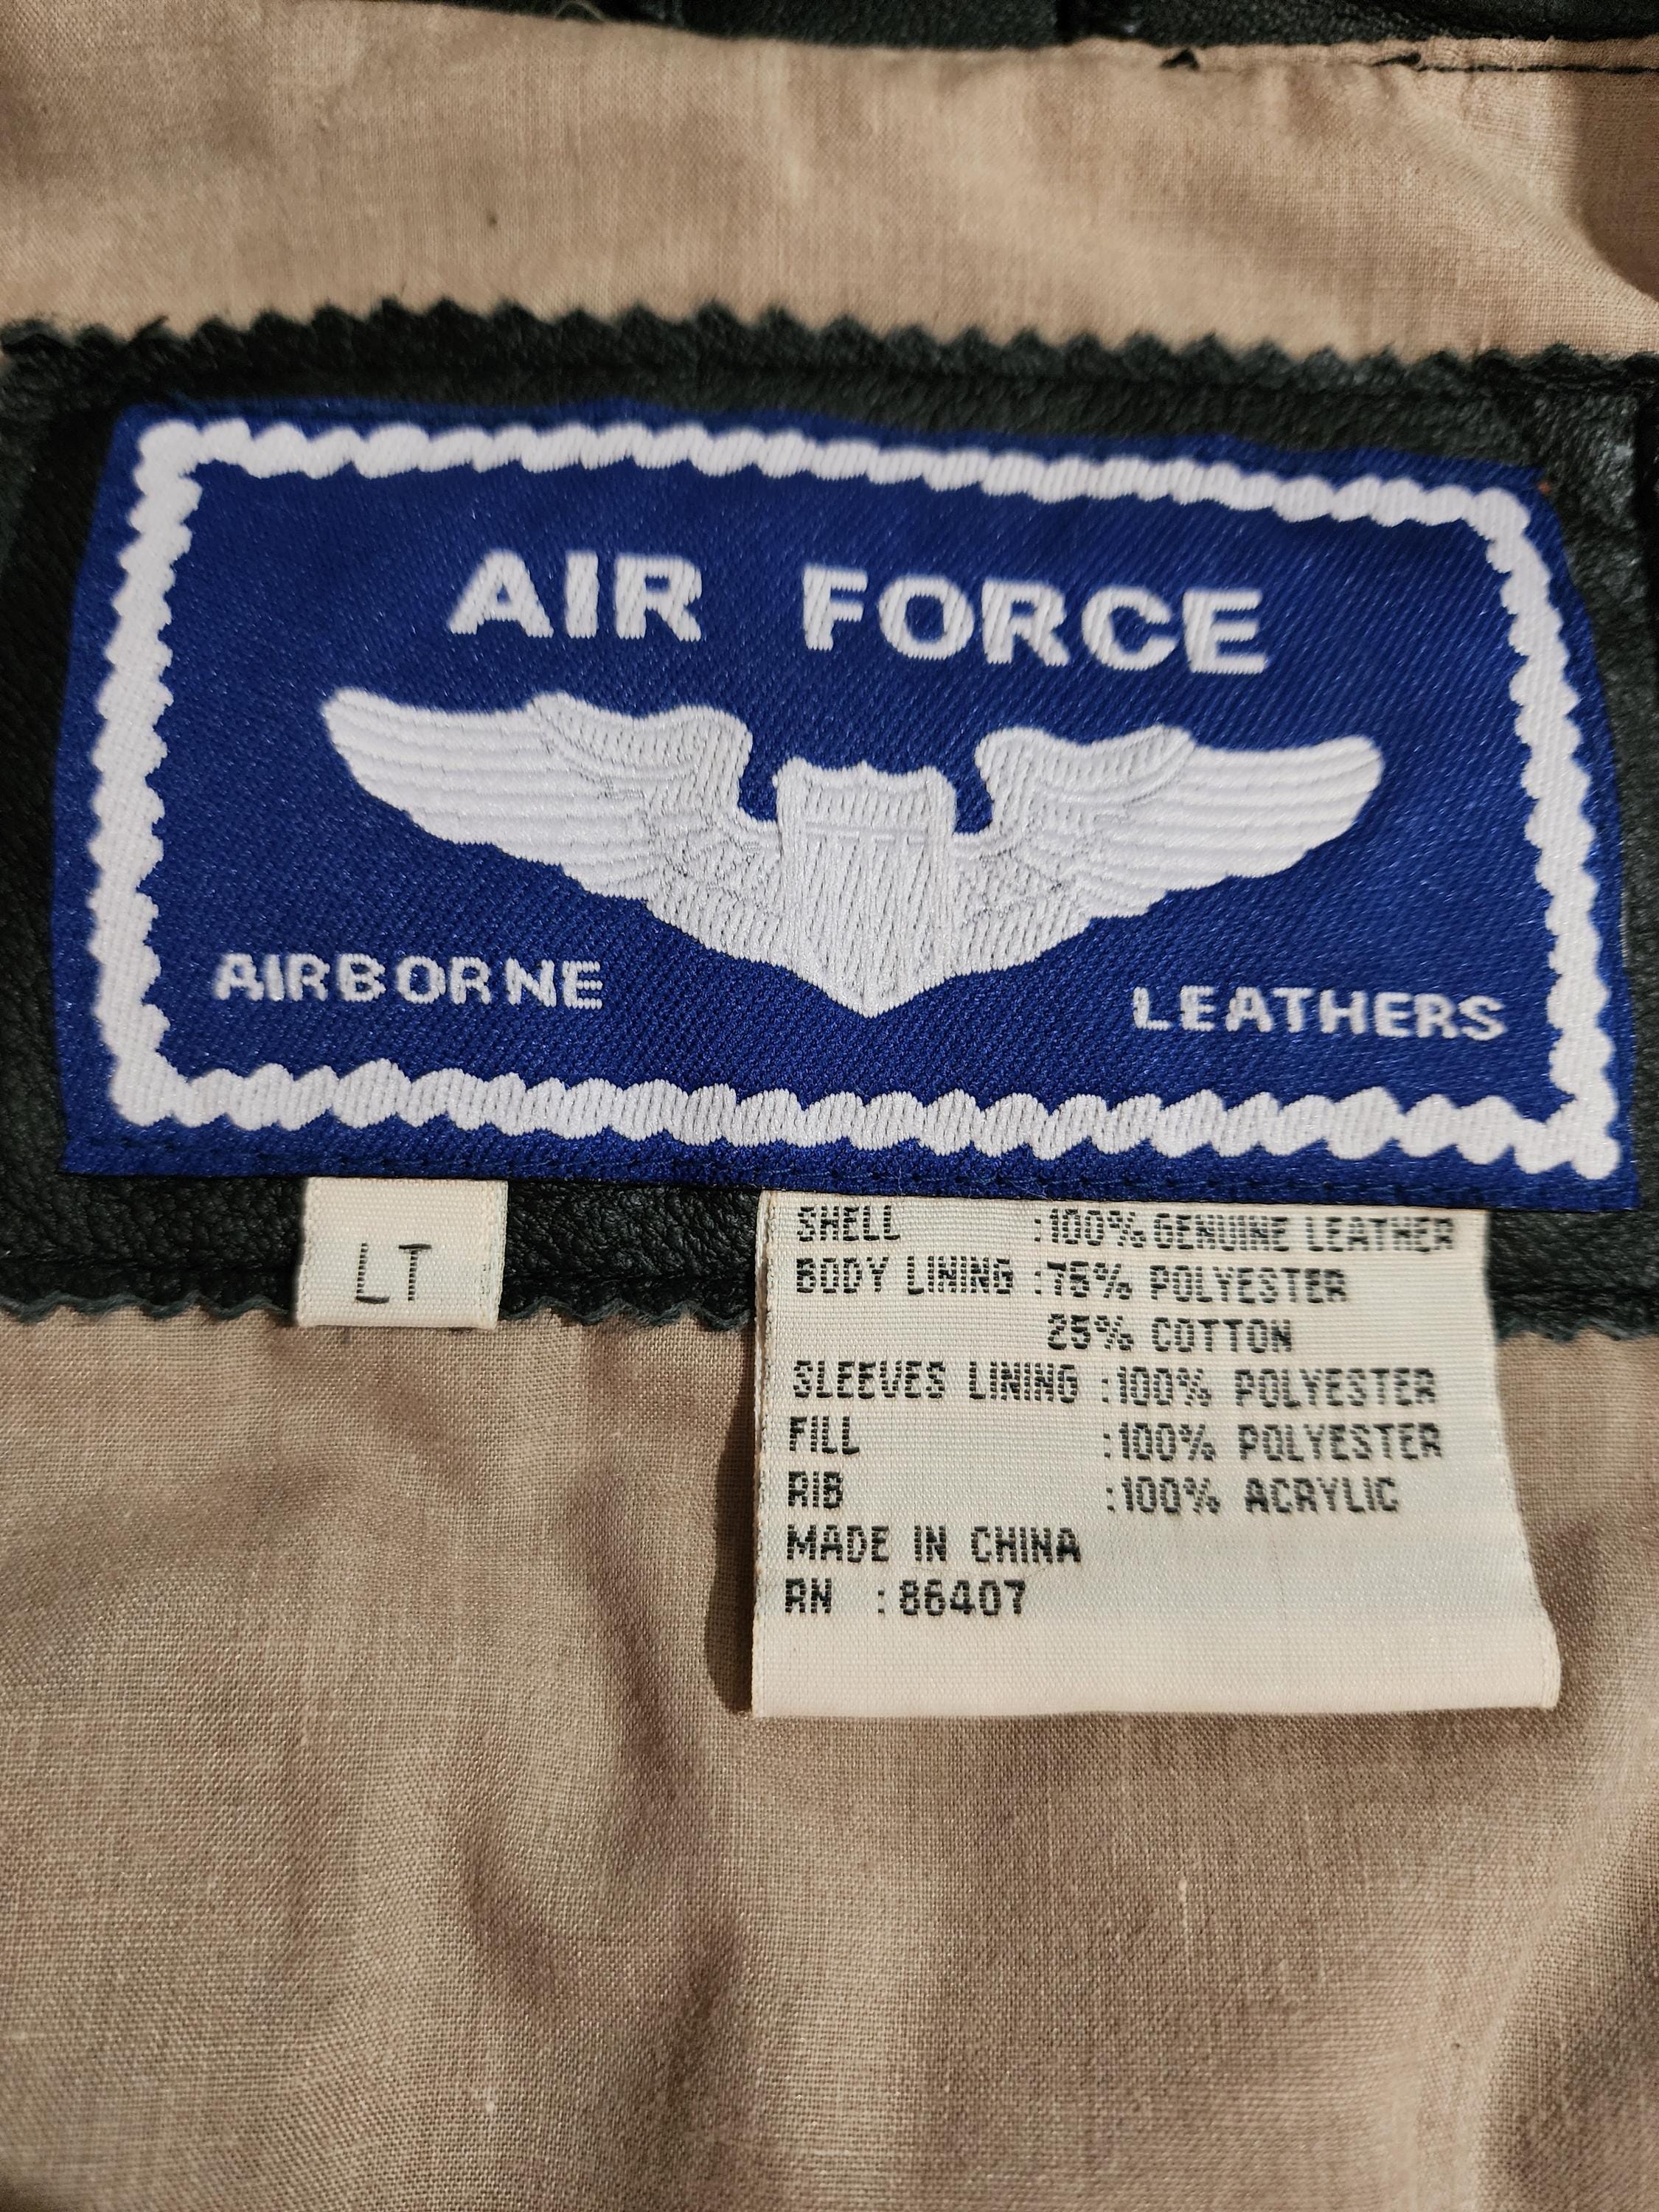 AIR FORCE
AIRBORNE LEATHERS
LT
SHELL :100% GENUINE LEATHER
BODY LINING :75% POLYESTER
25% COTTON
SLEEVES LINING :100% POLYESTER
FILL :100% POLYESTER
RIB :100% ACRYLIC
MADE IN CHINA
RN :86407